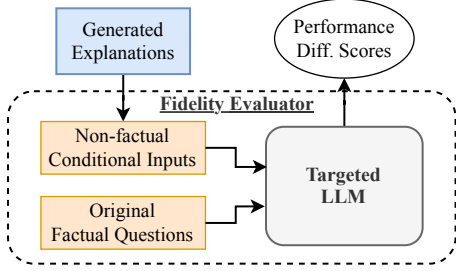 Generated
Explanations
Performance
Diff. Scores
Fidelity Evaluator
Non-factual
Conditional Inputs
Original
Factual Questions
Targeted
LLM